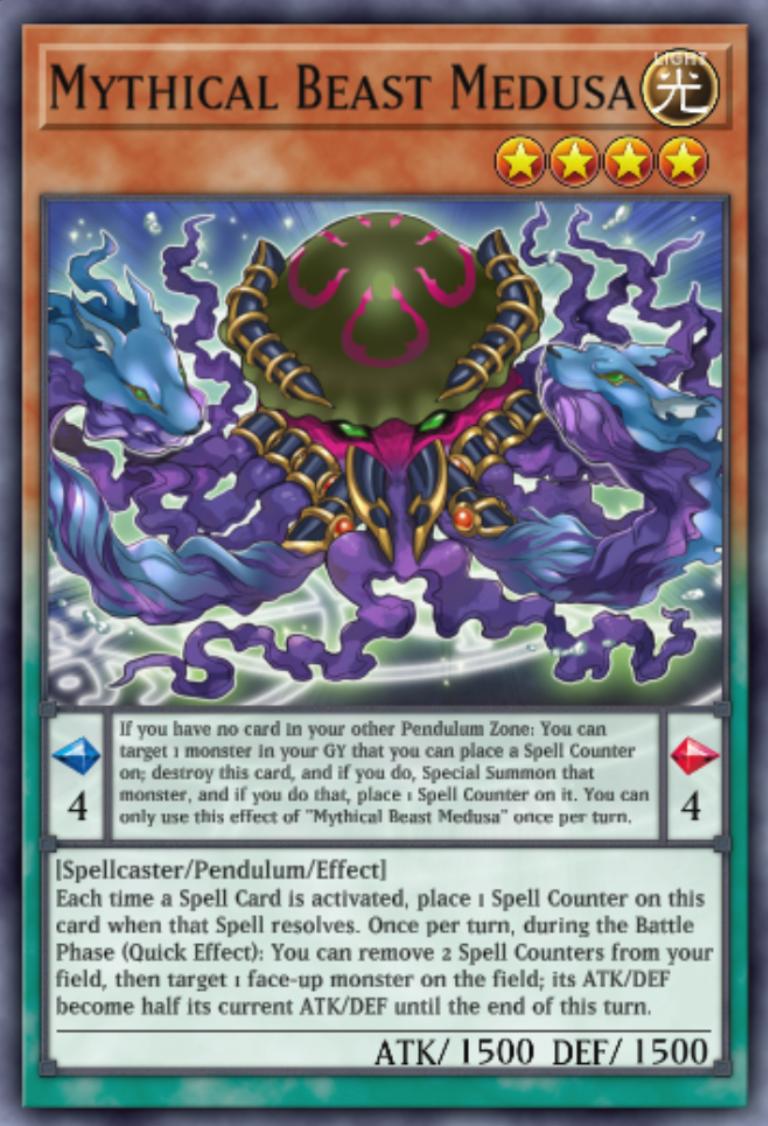 MYTHICAL BEAST MEDUSA
LIGHT
光
If you have no card in your other Pendulum Zone: You can
target 1 monster in your GY that you can place a Spell Counter
on; destroy this card, and if you do, Special Summon that
monster, and if you do that, place 1 Spell Counter on it. You can
only use this effect of "Mythical Beast Medusa" once per turn.
4
4
[Spellcaster/Pendulum/Effect]
Each time a Spell Card is activated, place 1 Spell Counter on this
card when that Spell resolves. Once per turn, during the Battle
Phase (Quick Effect): You can remove 2 Spell Counters from your
field, then target 1 face-up monster on the field; its ATK/DEF
become half its current ATK/DEF until the end of this turn.
ATK/ 1500 DEF/ 1500